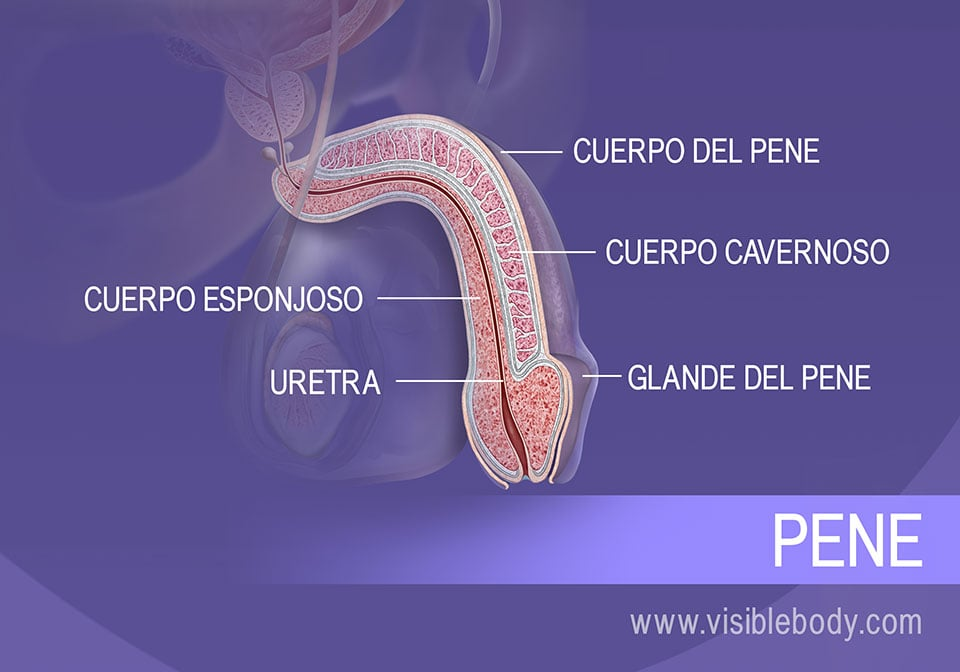 CUERPO DEL PENE
CUERPO CAVERNOSO
CUERPO ESPONJOSO
URETRA
GLANDE DEL PENE
PENE
www.visiblebody.com